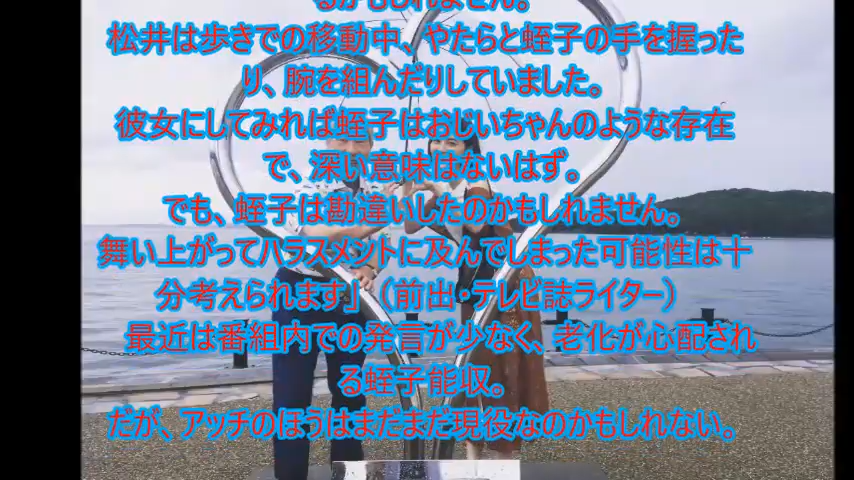 るかもしれません。
松井は歩きでの移動中、やたらと蛭子の手を握った
り、腕を組んだりしていました。
彼女にしてみれば蛭子はおじいちゃんのような存在
で、深い意味はないはず。
でも、蛭子は勘違いしたのかもしれません。
舞い上がってハラスメントに及んでしまった可能性は十
分考えられます」（前出・テレビ誌ライター）
最近は番組内での発言が少なく、老化が心配され
る蛭子能収。
だが、アッチのほうはまだまだ現役なのかもしれない。